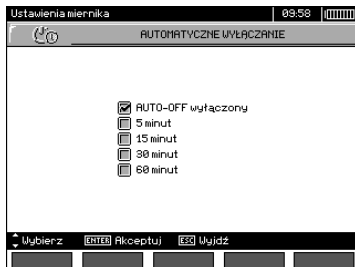 Ustawienia miernika 09:58
AUTOMATYCZNE WYŁĄCZANIE
AUTO-OFF wyłączony
5 minut
15 minut
30 minut
60 minut
Wybierz ENTER Akceptuj ESC Wyjdź